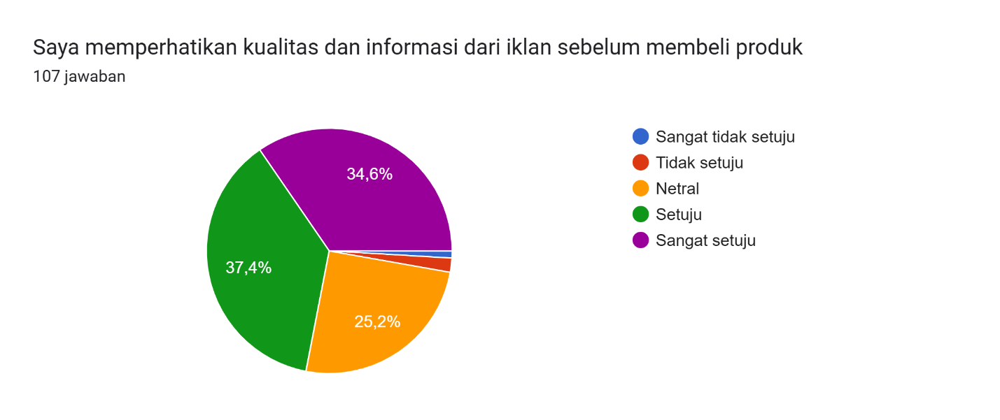 Saya memperhatikan kualitas dan informasi dari iklan sebelum membeli produk
107 jawaban
34,6%
37,4%
25,2%
Sangat tidak setuju
Tidak setuju
Netral
Setuju
Sangat setuju